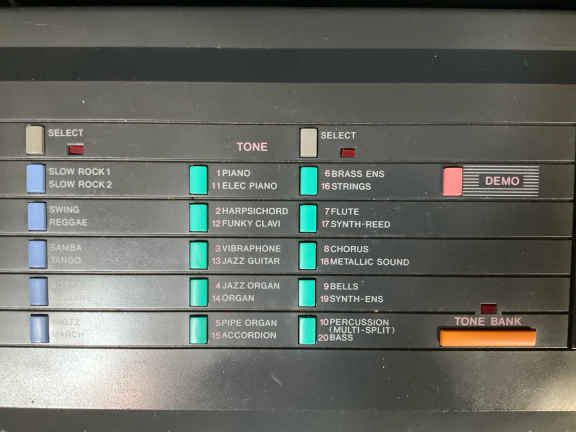 SELECT
SLOW ROCK 1
SLOW ROCK 2
SWING
REGGAE
SAMBA
TANGO
MARCH
TONE
SELECT
1 PIANO
11 ELEC PIANO
2 HARPSICHORD
12 FUNKY CLAVI
3 VIBRAPHONE
13 JAZZ GUITAR
4 JAZZ ORGAN
14 ORGAN
5 PIPE ORGAN
15 ACCORDION
6 BRASS ENS
16 STRINGS
7 FLUTE
17 SYNTH-REED
8 CHORUS
18 METALLIC SOUND
9 BELLS
19 SYNTH-ENS
10 PERCUSSION
(MULTI-SPLIT)
20 BASS
DEMO
TONE BANK